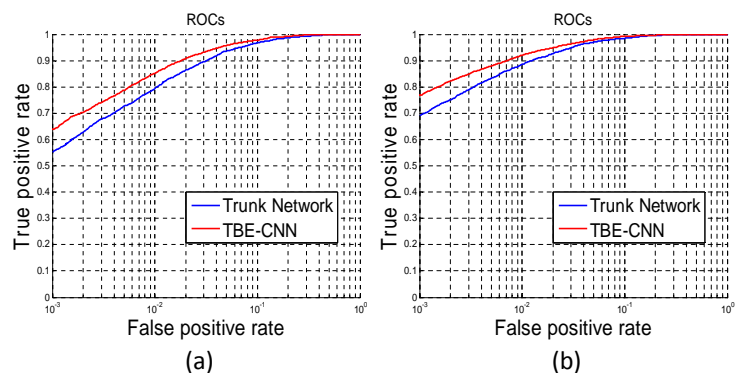 ROCs
1
0.9
0.8
0.7
0.6
0.5
0.4
0.3
0.2
0.1
0
True positive rate
Trunk Network
TBE-CNN
10^-3
10^-2
10^-1
10^0
False positive rate
(a)
ROCs
1
0.9
0.8
0.7
0.6
0.5
0.4
0.3
0.2
0.1
0
True positive rate
Trunk Network
TBE-CNN
10^-3
10^-2
10^-1
10^0
False positive rate
(b)